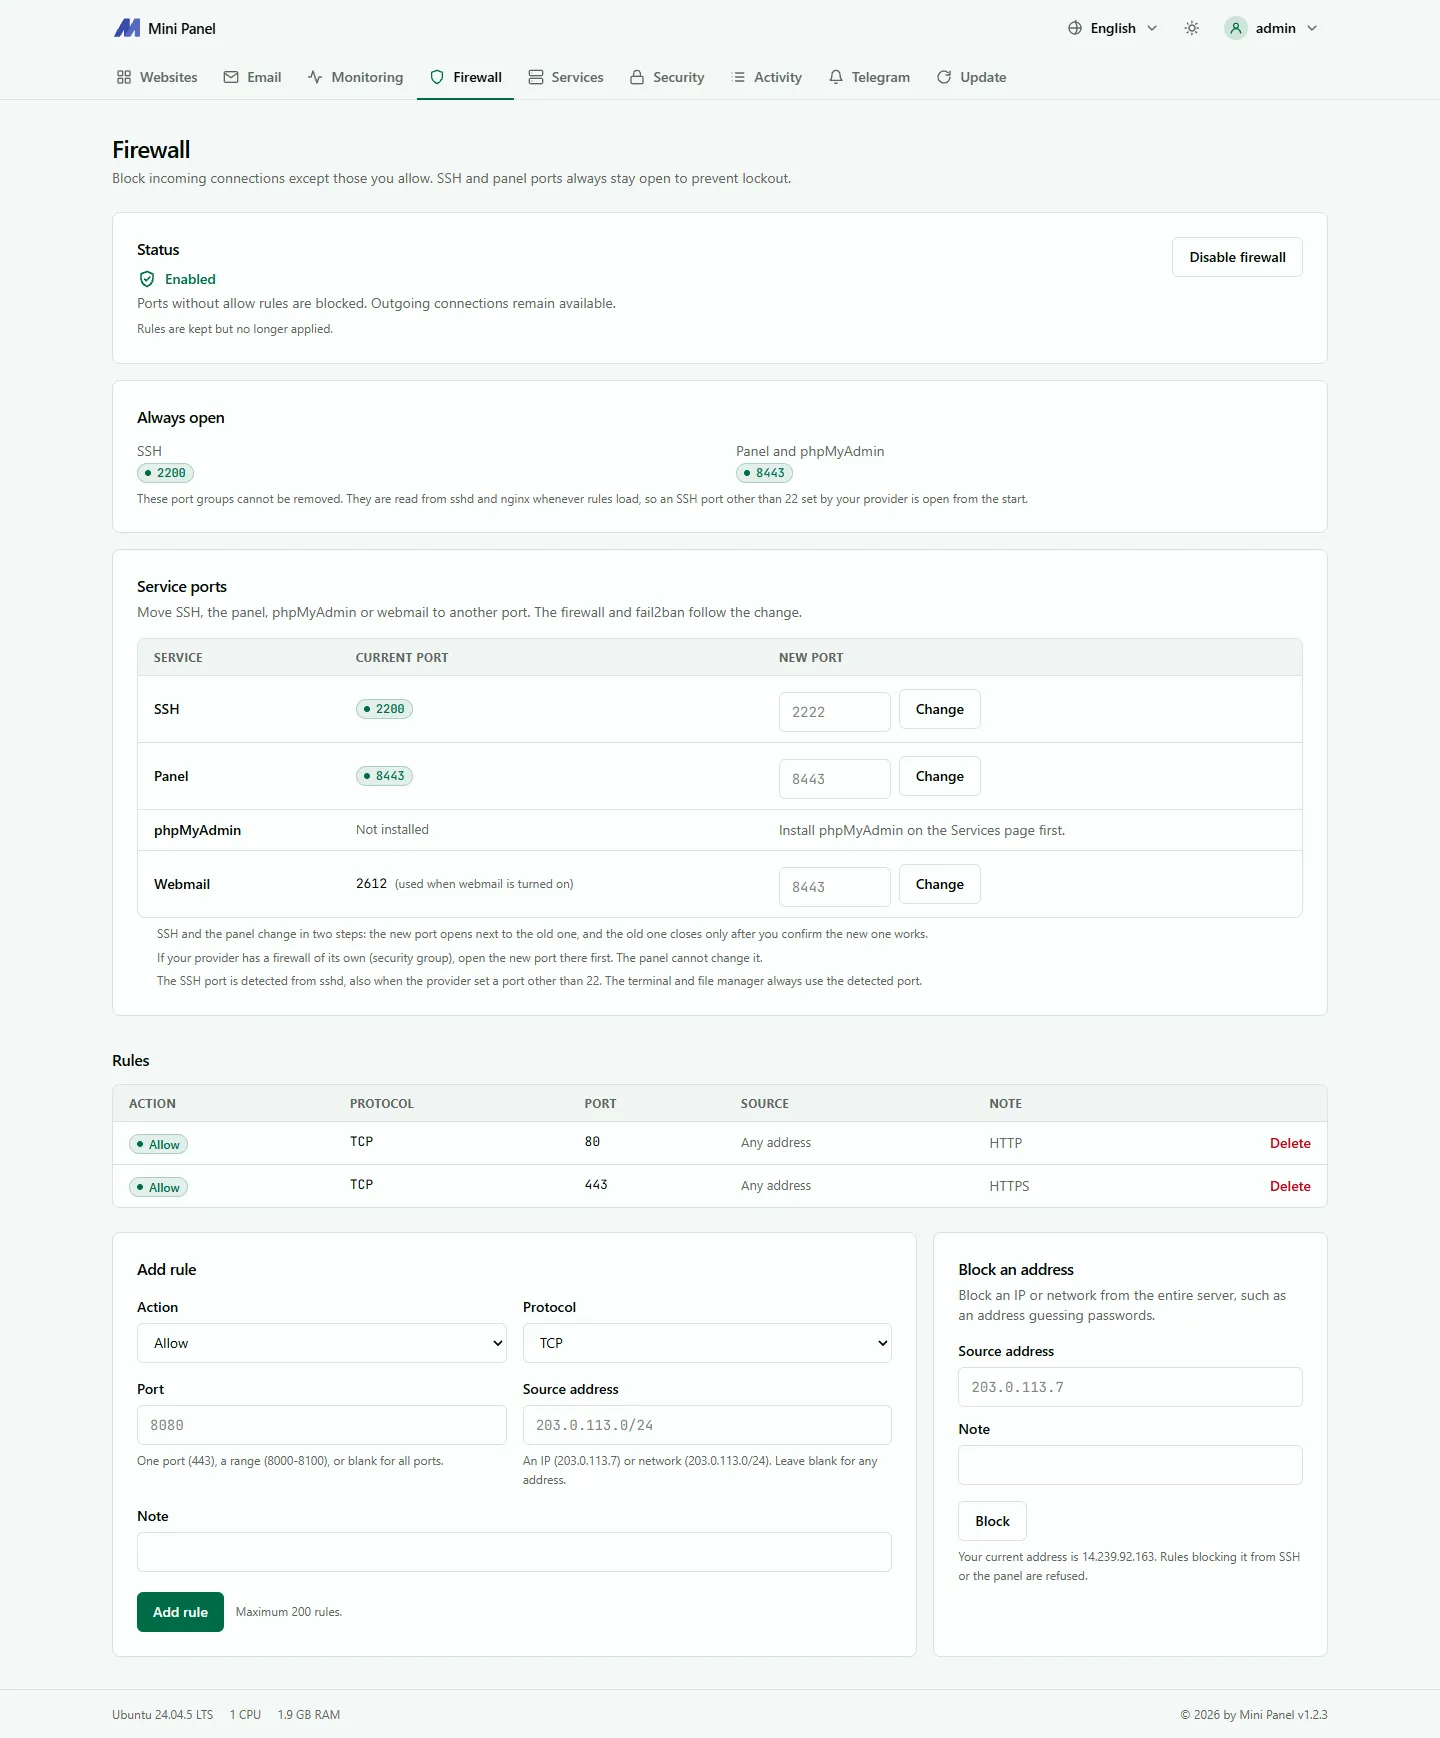 Mini Panel
English
admin
Websites
Email
Monitoring
Firewall
Services
Security
Activity
Telegram
Update
Firewall
Block incoming connections except those you allow. SSH and panel ports always stay open to prevent lockout.
Status
Disable firewall
Enabled
Ports without allow rules are blocked. Outgoing connections remain available.
Rules are kept but no longer applied.
Always open
SSH
Panel and phpMyAdmin
2200
8443
These port groups cannot be removed. They are read from sshd and nginx whenever rules load, so an SSH port other than 22 set by your provider is open from the start.
Service ports
Move SSH, the panel, phpMyAdmin or webmail to another port. The firewall and fail2ban follow the change.
SERVICE
CURRENT PORT
NEW PORT
SSH
2200
2222
Change
Panel
8443
8443
Change
phpMyAdmin
Not installed
Install phpMyAdmin on the Services page first.
Webmail
2612 (used when webmail is turned on)
8443
Change
SSH and the panel change in two steps: the new port opens next to the old one, and the old one closes only after you confirm the new one works.
If your provider has a firewall of its own (security group), open the new port there first. The panel cannot change it.
The SSH port is detected from sshd, also when the provider set a port other than 22. The terminal and file manager always use the detected port.
Rules
ACTION
PROTOCOL
PORT
SOURCE
NOTE
Allow
TCP
80
Any address
HTTP
Delete
Allow
TCP
443
Any address
HTTPS
Delete
Add rule
Action
Protocol
Allow
TCP
Port
Source address
8080
203.0.113.0/24
One port (443), a range (8000-8100), or blank for all ports.
An IP (203.0.113.7) or network (203.0.113.0/24). Leave blank for any
address.
Note
Add rule
Maximum 200 rules.
Block an address
Block an IP or network from the entire server, such as
an address guessing passwords.
Source address
203.0.113.7
Note
Block
Your current address is 14.239.92.163. Rules blocking it from SSH
or the panel are refused.
Ubuntu 24.04.5 LTS
1 CPU
1.9 GB RAM
© 2026 by Mini Panel v1.2.3